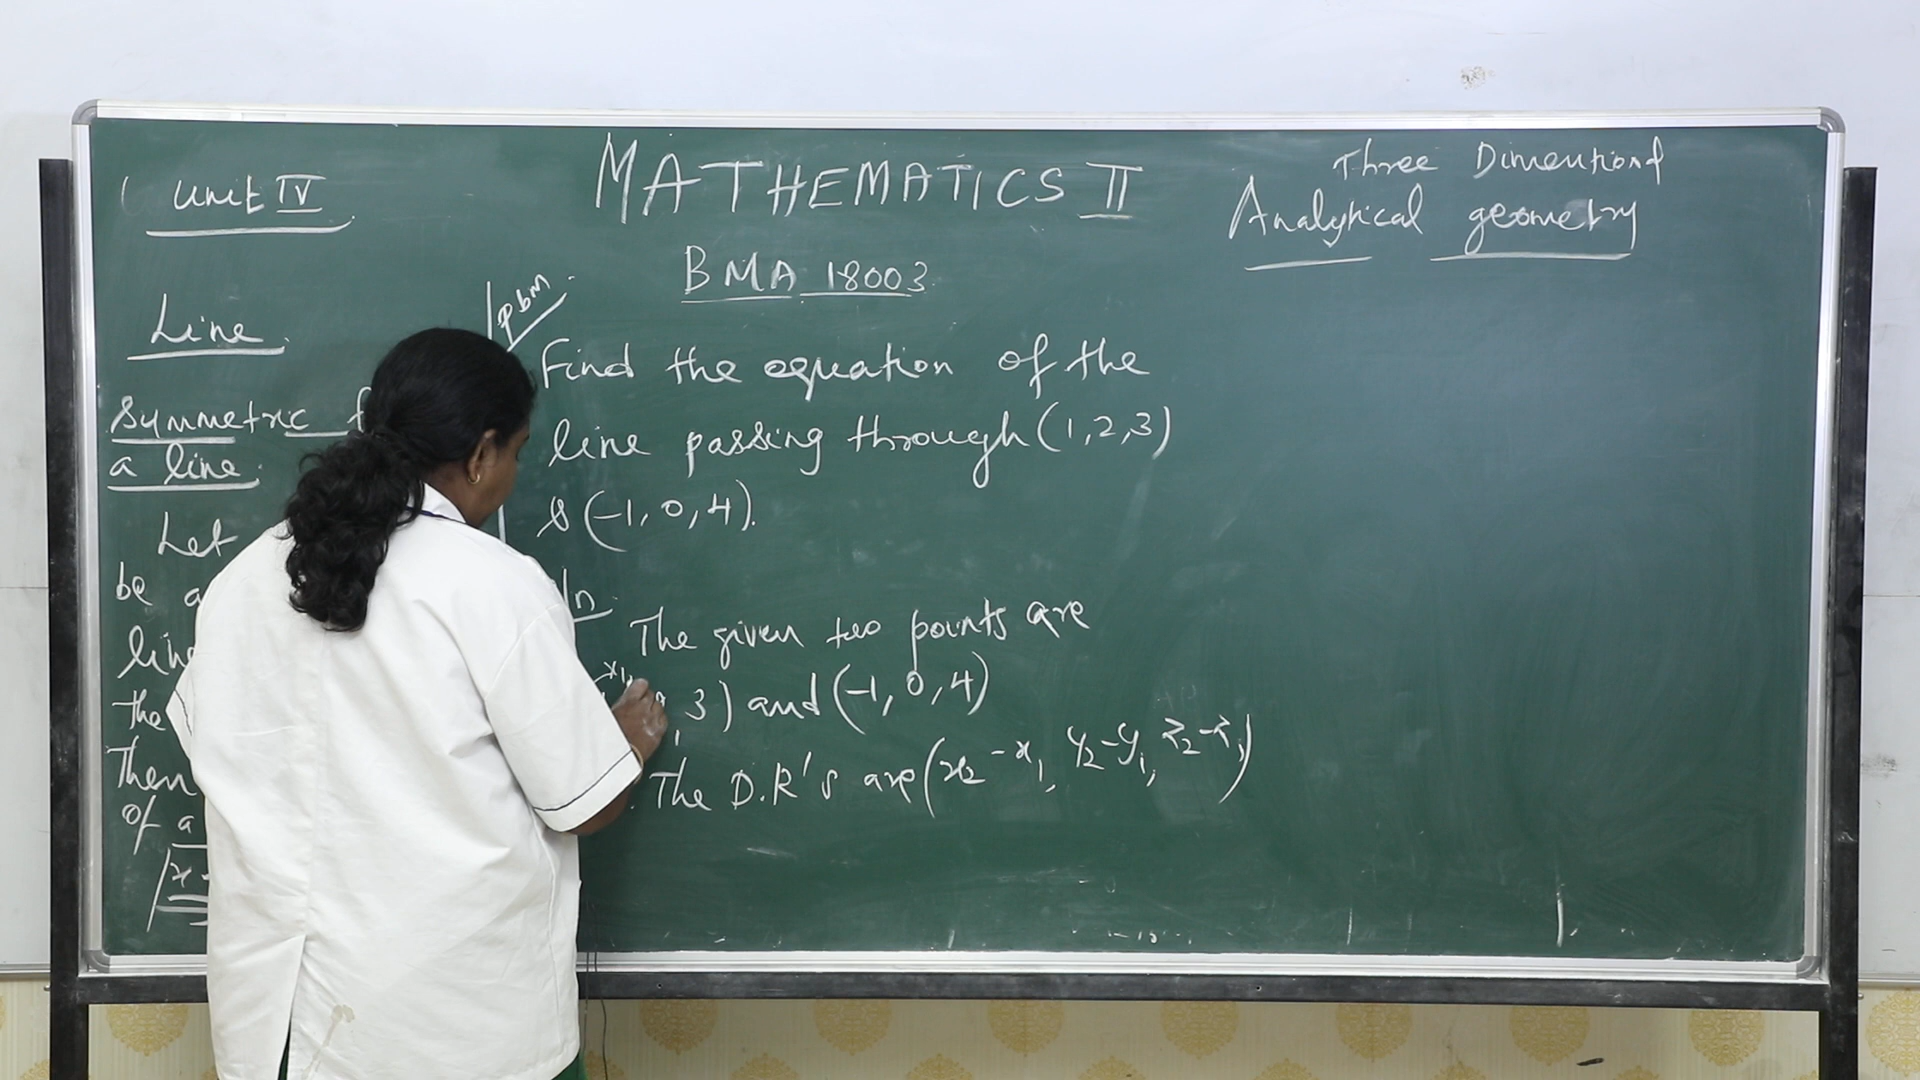 Unit IV
MATHEMATICS II
Three Dimentional
Analytical geometry
BMA 18003
Line.
Symmetric
a line.
Let
be a
line
the
Then
of a
pbm.
Find the equation of the
line passing through (1,2,3)
& (-1, 0, 4).
The given two points are
3) and (-1, 0, 4)
The D.R's are (x₂-x₁, y₂-y₁, z₂-z₁)